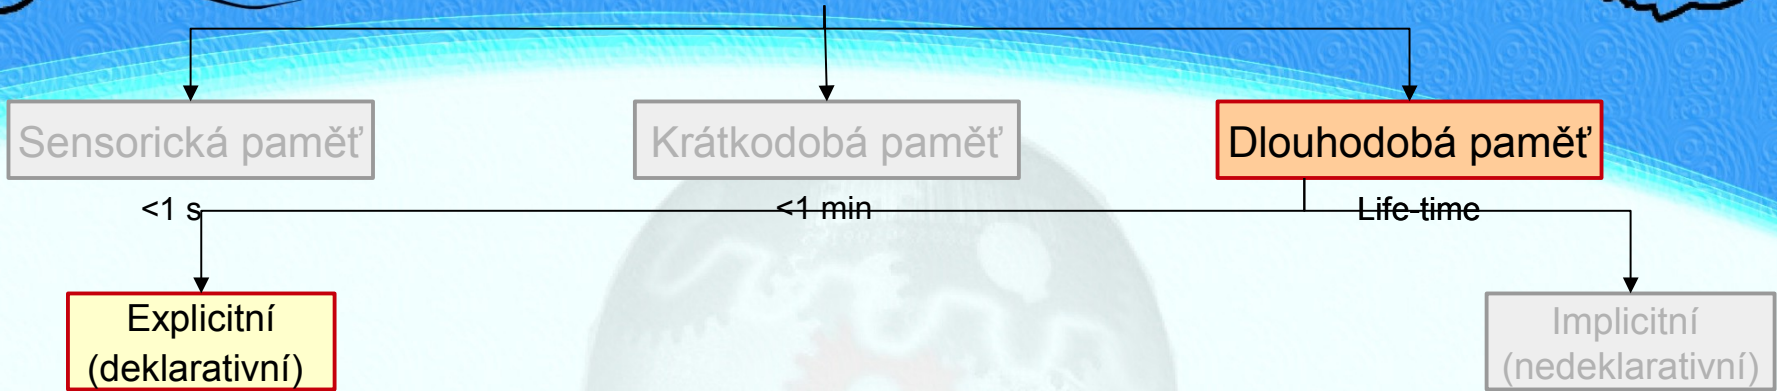 Sensorická paměť
Krátkodobá paměť
Dlouhodobá paměť
<1 s
<1 min
Life-time
Explicitní
(deklarativní)
Implicitní
(nedeklarativní)